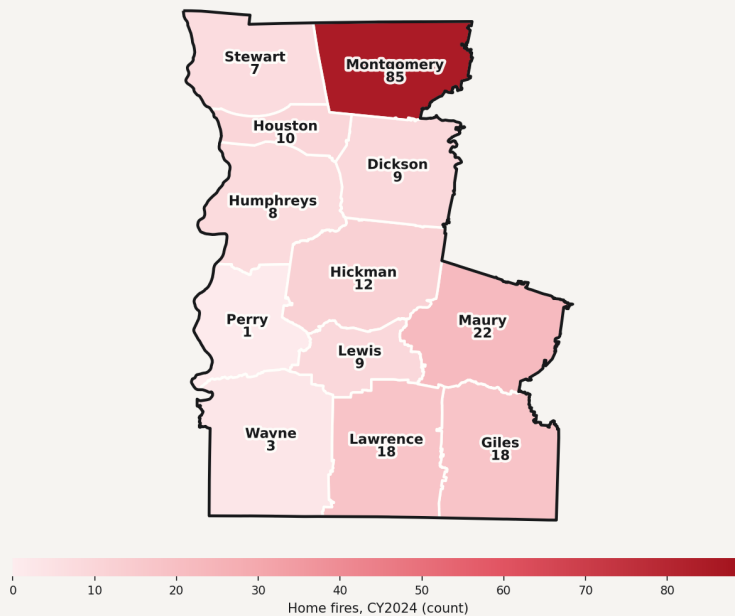 Stewart
7
Montgomery
85
Houston
10
Dickson
9
Humphreys
8
Hickman
12
Perry
1
Maury
22
Lewis
9
Wayne
3
Lawrence
18
Giles
18
0 10 20 30 40 50 60 70 80
Home fires, CY2024 (count)